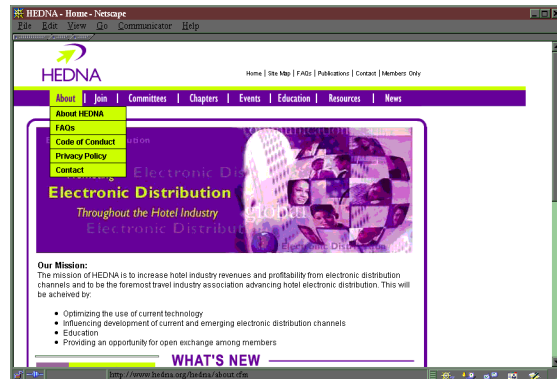 HEDNA - Home - Netscape
File Edit View Go Communicator Help
HEDNA
Home | Site Map | FAQs | Publications | Contact | Members Only
About | Join | Committees | Chapters | Events | Education | Resources | News
About HEDNA
FAQs
Code of Conduct
Privacy Policy
Contact
Electronic Dis
Electronic Distribution
Throughout the Hotel Industry
global
Electronic Distribut
Electronic Distribution
Our Mission:
The mission of HEDNA is to increase hotel industry revenues and profitability from electronic distribution
channels and to be the foremost travel industry association advancing hotel electronic distribution. This will
be acheived by:
• Optimizing the use of current technology
• Influencing development of current and emerging electronic distribution channels
• Education
• Providing an opportunity for open exchange among members
WHAT'S NEW
http://www.hedna.org/hedna/about.cfm